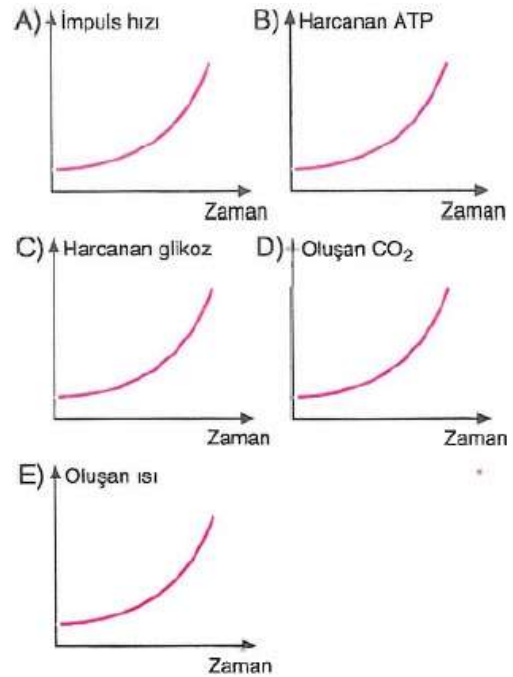 A) İmpuls hızı
Zaman
B) Harcanan ATP
Zaman
C) Harcanan glikoz
Zaman
D) Oluşan CO₂
Zaman
E) Oluşan ısı
Zaman